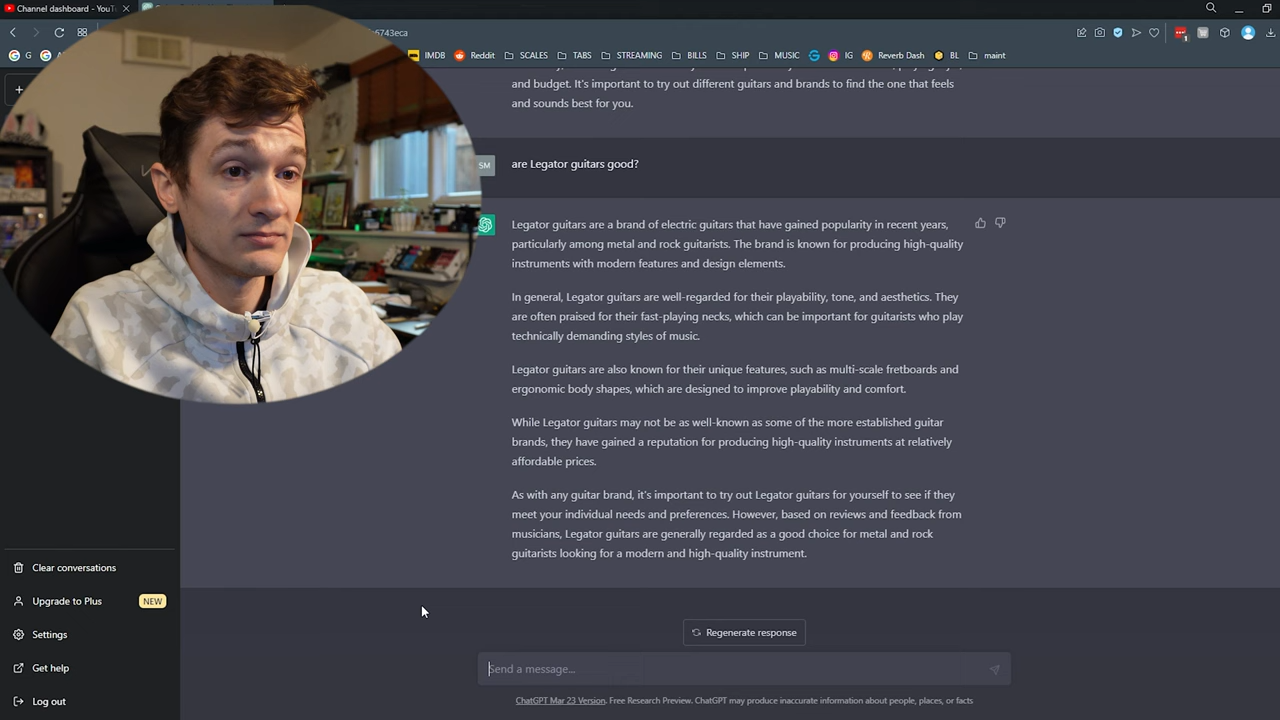 Channel dashboard - YouT
6743eca
G
IMDB
Reddit
SCALES
TABS
STREAMING
BILLS
SHIP
MUSIC
IG
Reverb Dash
BL
maint
and budget. It's important to try out different guitars and brands to find the one that feels
and sounds best for you.
SM
are Legator guitars good?
Legator guitars are a brand of electric guitars that have gained popularity in recent years,
particularly among metal and rock guitarists. The brand is known for producing high-quality
instruments with modern features and design elements.
In general, Legator guitars are well-regarded for their playability, tone, and aesthetics. They
are often praised for their fast-playing necks, which can be important for guitarists who play
technically demanding styles of music.
Legator guitars are also known for their unique features, such as multi-scale fretboards and
ergonomic body shapes, which are designed to improve playability and comfort.
While Legator guitars may not be as well-known as some of the more established guitar
brands, they have gained a reputation for producing high-quality instruments at relatively
affordable prices.
As with any guitar brand, it's important to try out Legator guitars for yourself to see if they
meet your individual needs and preferences. However, based on reviews and feedback from
musicians, Legator guitars are generally regarded as a good choice for metal and rock
guitarists looking for a modern and high-quality instrument.
Clear conversations
Upgrade to Plus
NEW
Settings
Get help
Log out
Regenerate response
Send a message...
ChatGPT Mar 23 Version. Free Research Preview. ChatGPT may produce inaccurate information about people, places, or facts